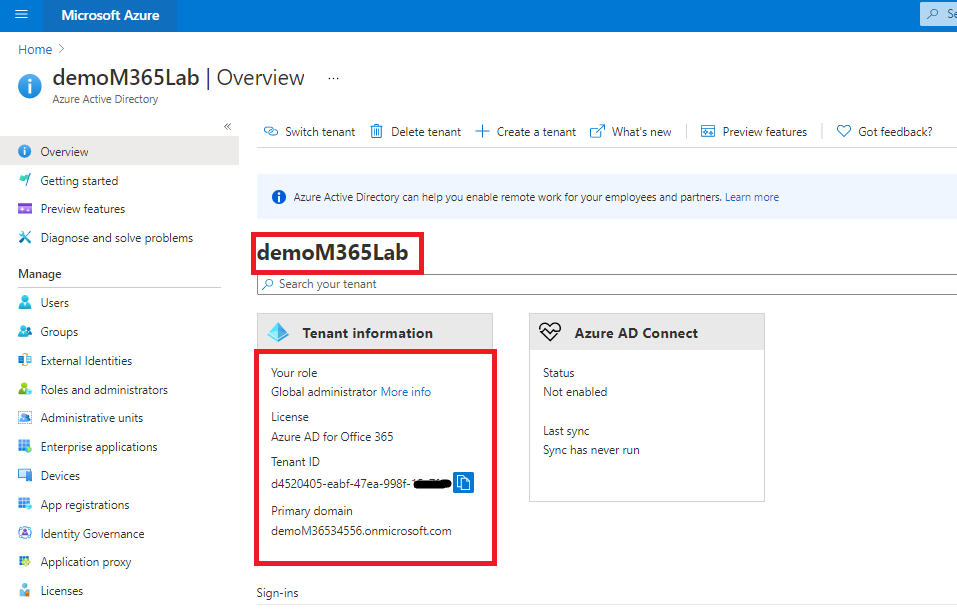 Microsoft Azure
Home
demoM365Lab | Overview ...
Azure Active Directory
«
Switch tenant Delete tenant Create a tenant What's new Preview features Got feedback?
Overview
Getting started
Preview features
Diagnose and solve problems
Manage
Users
Groups
External Identities
Roles and administrators
Administrative units
Enterprise applications
Devices
App registrations
Identity Governance
Application proxy
Licenses
Azure Active Directory can help you enable remote work for your employees and partners. Learn more
demoM365Lab
Search your tenant
Tenant information
Your role
Global administrator More info
License
Azure AD for Office 365
Tenant ID
d4520405-eabf-47ea-998f-
Primary domain
demoM36534556.onmicrosoft.com
Azure AD Connect
Status
Not enabled
Last sync
Sync has never run
Sign-ins